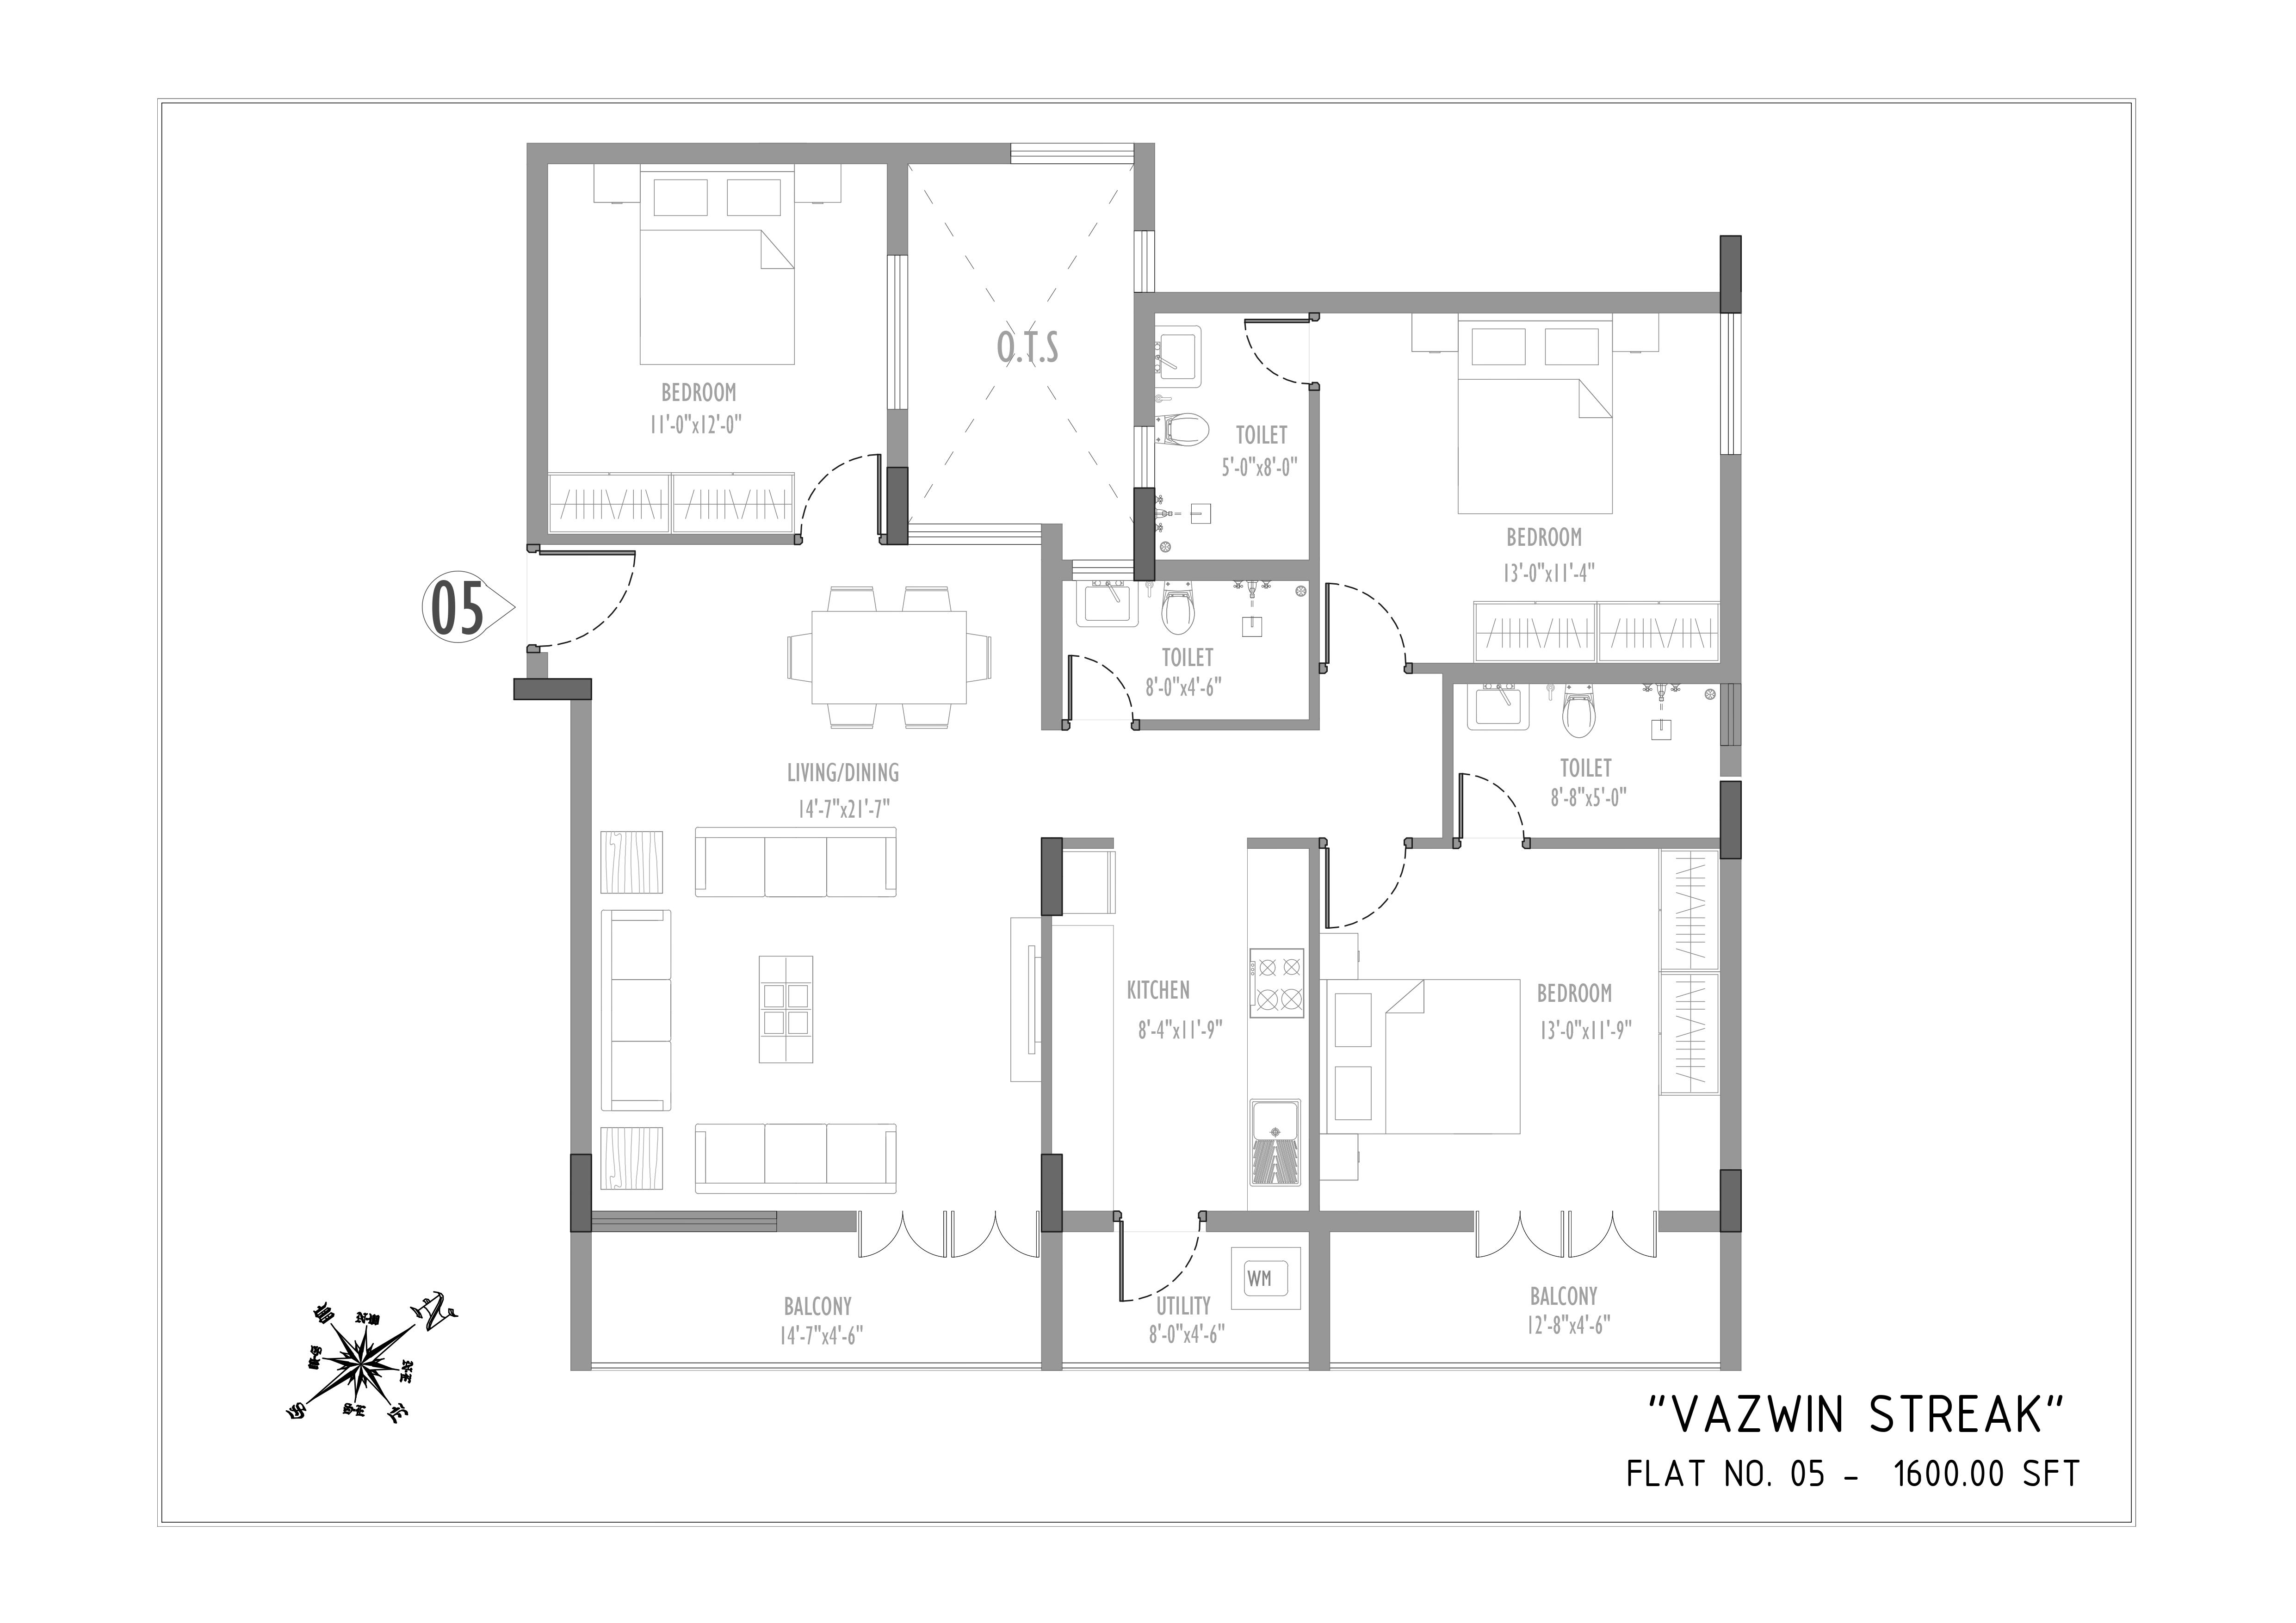 BEDROOM
11'-0"x12'-0"
O.T.S
TOILET
5'-0"x8'-0"
BEDROOM
13'-0"x11'-4"
05
TOILET
8'-0"x4'-6"
LIVING/DINING
14'-7"x21'-7"
TOILET
8'-8"x5'-0"
KITCHEN
8'-4"x11'-9"
BEDROOM
13'-0"x11'-9"
WM
BALCONY
14'-7"x4'-6"
UTILITY
8'-0"x4'-6"
BALCONY
12'-8"x4'-6"
"VAZWIN STREAK"
FLAT NO. 05 - 1600.00 SFT